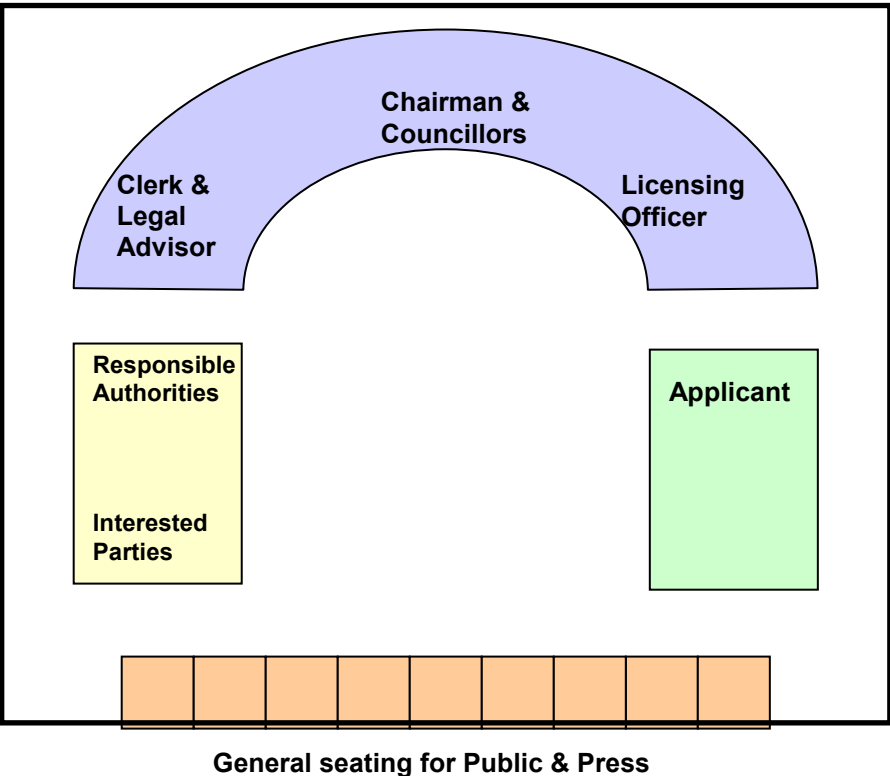 Chairman &
Councillors
Clerk &
Legal
Advisor
Licensing
Officer
Responsible
Authorities
Interested
Parties
Applicant
General seating for Public & Press